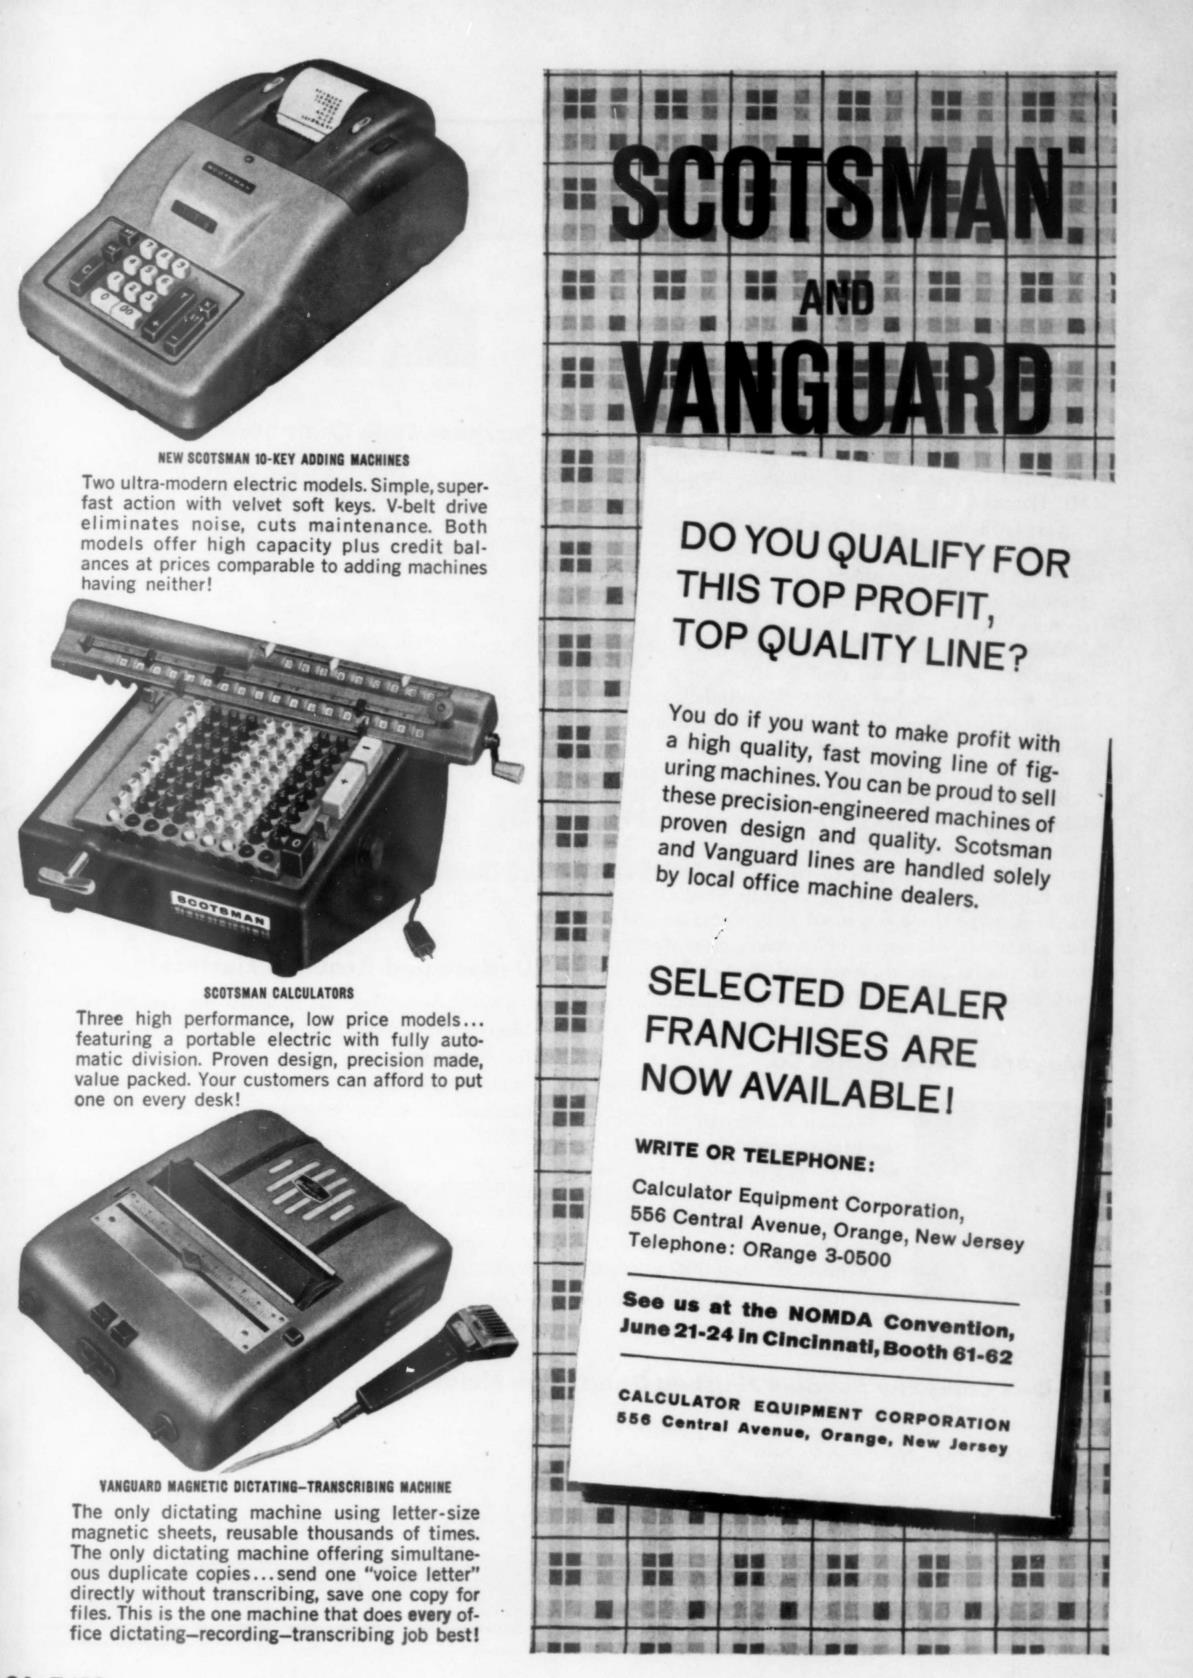 SCOTSMAN
NEW SCOTSMAN 10-KEY ADDING MACHINES
Two ultra-modern electric models. Simple, super-
fast action with velvet soft keys. V-belt drive
eliminates noise, cuts maintenance. Both
models offer high capacity plus credit bal-
ances at prices comparable to adding machines
having neither!
SCOTSMAN
SCOTSMAN CALCULATORS
Three high performance, low price models...
featuring a portable electric with fully auto-
matic division. Proven design, precision made,
value packed. Your customers can afford to put
one on every desk!
VANGUARD MAGNETIC DICTATING—TRANSCRIBING MACHINE
The only dictating machine using letter-size
magnetic sheets, reusable thousands of times.
The only dictating machine offering simultane-
ous duplicate copies...send one "voice letter"
directly without transcribing, save one copy for
files. This is the one machine that does every of-
fice dictating—recording—transcribing job best!
SCOTSMAN
AND
VANGUARD
DO YOU QUALIFY FOR
THIS TOP PROFIT,
TOP QUALITY LINE?
You do if you want to make profit with
a high quality, fast moving line of fig-
uring machines. You can be proud to sell
these precision-engineered machines of
proven design and quality. Scotsman
and Vanguard lines are handled solely
by local office machine dealers.
SELECTED DEALER
FRANCHISES ARE
NOW AVAILABLE!
WRITE OR TELEPHONE:
Calculator Equipment Corporation,
556 Central Avenue, Orange, New Jersey
Telephone: ORange 3-0500
See us at the NOMDA Convention,
June 21-24 in Cincinnati, Booth 61-62
CALCULATOR EQUIPMENT CORPORATION
556 Central Avenue, Orange, New Jersey